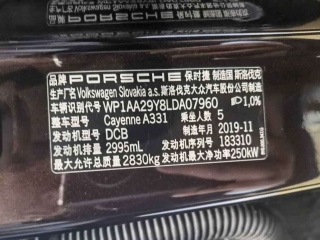 品牌 PORSCHE 保时捷 制造国 斯洛伐克
生产厂名 Volkswagen Slovakia a.s. 斯洛伐克大众汽车股份有限公司
车辆识别代号 WP1AA29Y8LDA07960 1,0%
整车型号 Cayenne A331 乘坐人数 5
发动机型号 DCB 制造年月 2019-11
发动机排量 2995mL 发动机序列号 183310
最大允许总质量 2830kg 发动机最大净功率 250kW